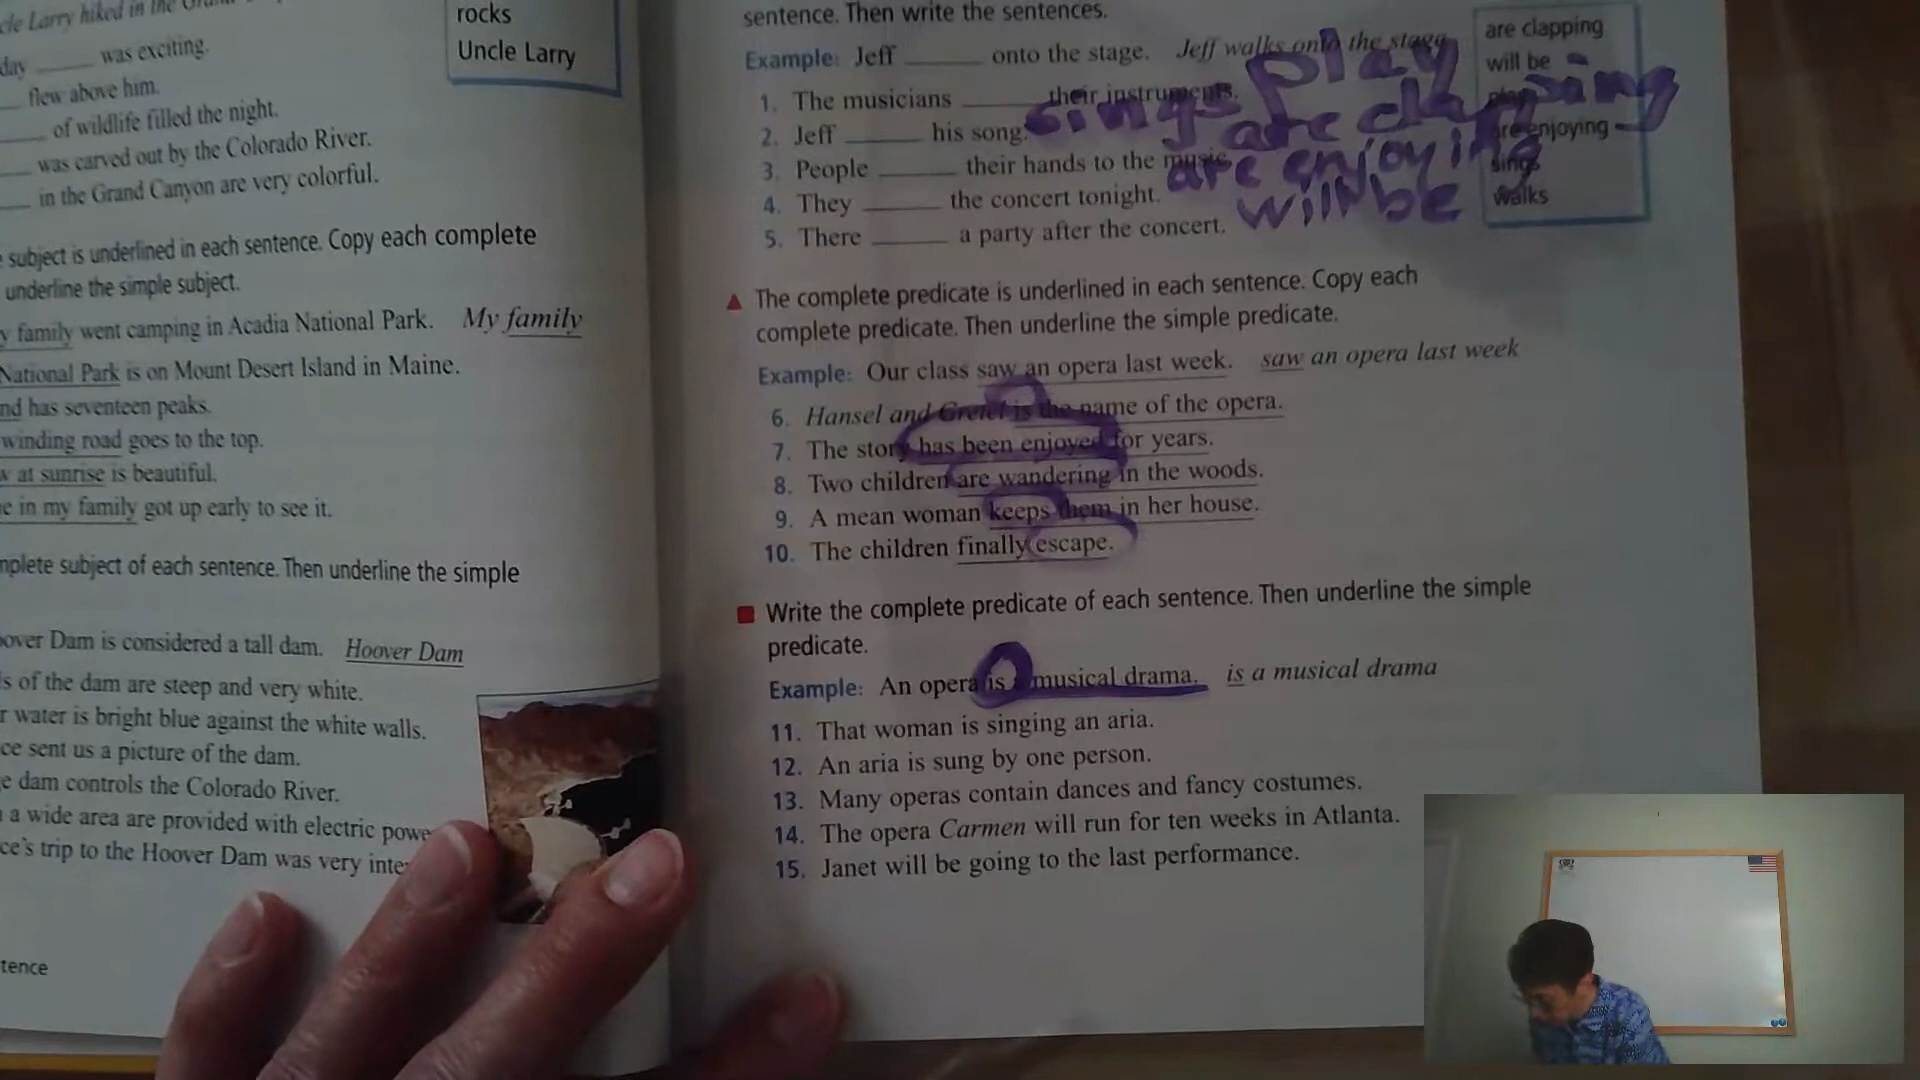 cle Larry hiked in the
day ____ was exciting.
____ flew above him.
____ of wildlife filled the night.
____ was carved out by the Colorado River.
____ in the Grand Canyon are very colorful.
rocks
Uncle Larry
subject is underlined in each sentence. Copy each complete
underline the simple subject.
y family went camping in Acadia National Park. My family
National Park is on Mount Desert Island in Maine.
nd has seventeen peaks.
winding road goes to the top.
w at sunrise is beautiful.
e in my family got up early to see it.
mplete subject of each sentence. Then underline the simple
oover Dam is considered a tall dam. Hoover Dam
s of the dam are steep and very white.
r water is bright blue against the white walls.
ce sent us a picture of the dam.
e dam controls the Colorado River.
a wide area are provided with electric powe
ce's trip to the Hoover Dam was very inte
tence
sentence. Then write the sentences.
Example: Jeff ____ onto the stage. Jeff walks onto the stage
1. The musicians ____ their instruments. play
2. Jeff ____ his song. sings
3. People ____ their hands to the music. are clapping
4. They ____ the concert tonight. are enjoying
5. There ____ a party after the concert. will be
are clapping
will be
play
are enjoying
sings
walks
▲ The complete predicate is underlined in each sentence. Copy each
complete predicate. Then underline the simple predicate.
Example: Our class saw an opera last week. saw an opera last week
6. Hansel and Gretel is the name of the opera.
7. The story has been enjoyed for years.
8. Two children are wandering in the woods.
9. A mean woman keeps them in her house.
10. The children finally escape.
■ Write the complete predicate of each sentence. Then underline the simple
predicate.
Example: An opera is a musical drama. is a musical drama
11. That woman is singing an aria.
12. An aria is sung by one person.
13. Many operas contain dances and fancy costumes.
14. The opera Carmen will run for ten weeks in Atlanta.
15. Janet will be going to the last performance.